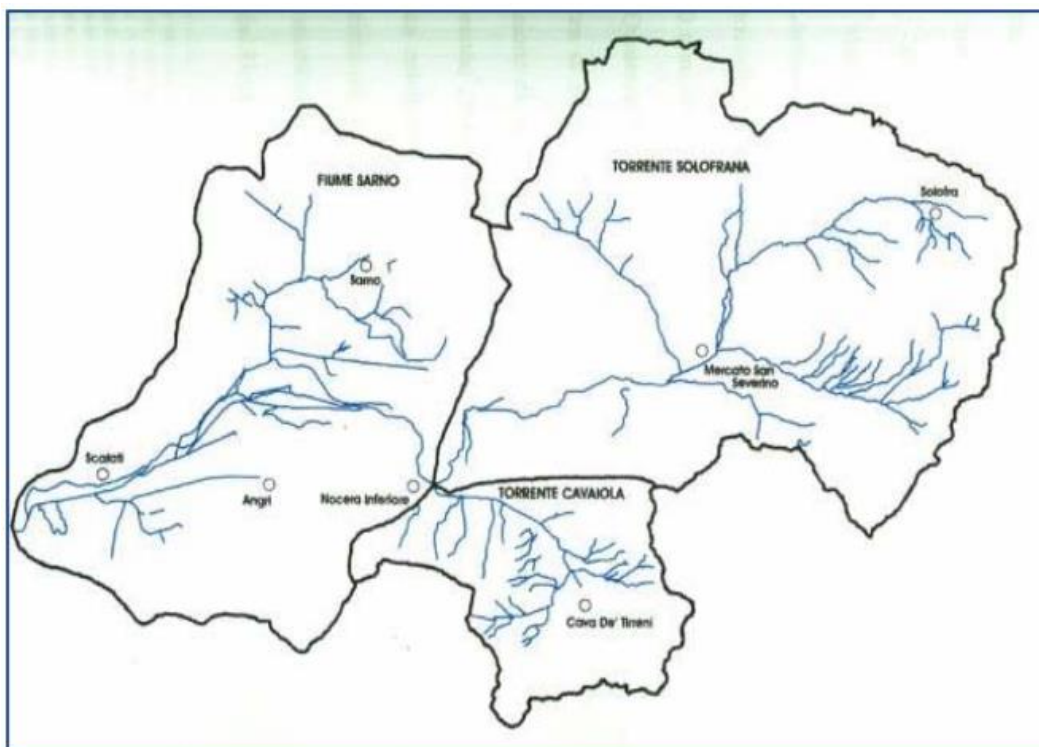 TORRENTE SOLOFRANA
FIUME SARNO
Solofra
Sarno
Mercato San
Severino
Scafati
Angri
Nocera Inferiore
TORRENTE CAVAIOLA
Cava De' Tirreni